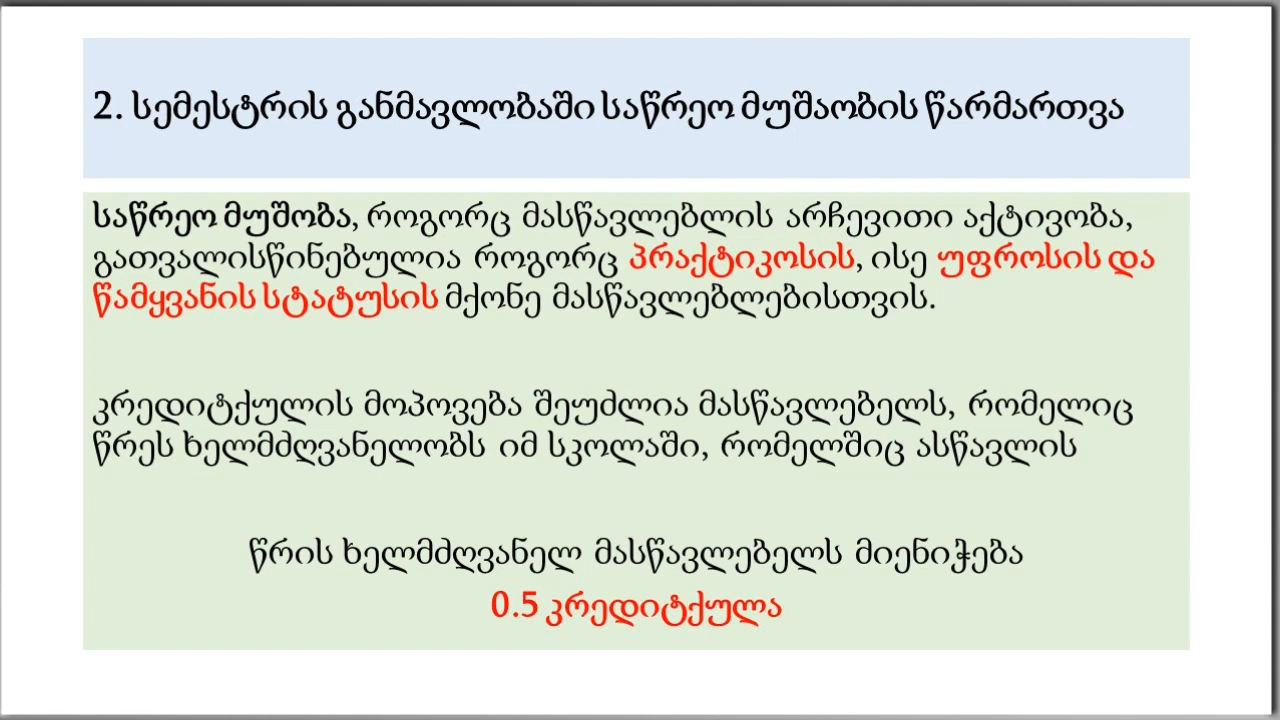 2. სემესტრის განმავლობაში საწრეო მუშაობის წარმართვა
საწრეო მუშობა, როგორც მასწავლებლის არჩევითი აქტივობა,
გათვალისწინებულია როგორც პრაქტიკოსის, ისე უფროსის და
წამყვანის სტატუსის მქონე მასწავლებლებისთვის.
კრედიტქულის მოპოვება შეუძლია მასწავლებელს, რომელიც
წრეს ხელმძღვანელობს იმ სკოლაში, რომელშიც ასწავლის
წრის ხელმძღვანელ მასწავლებელს მიენიჭება
0.5 კრედიტქულა